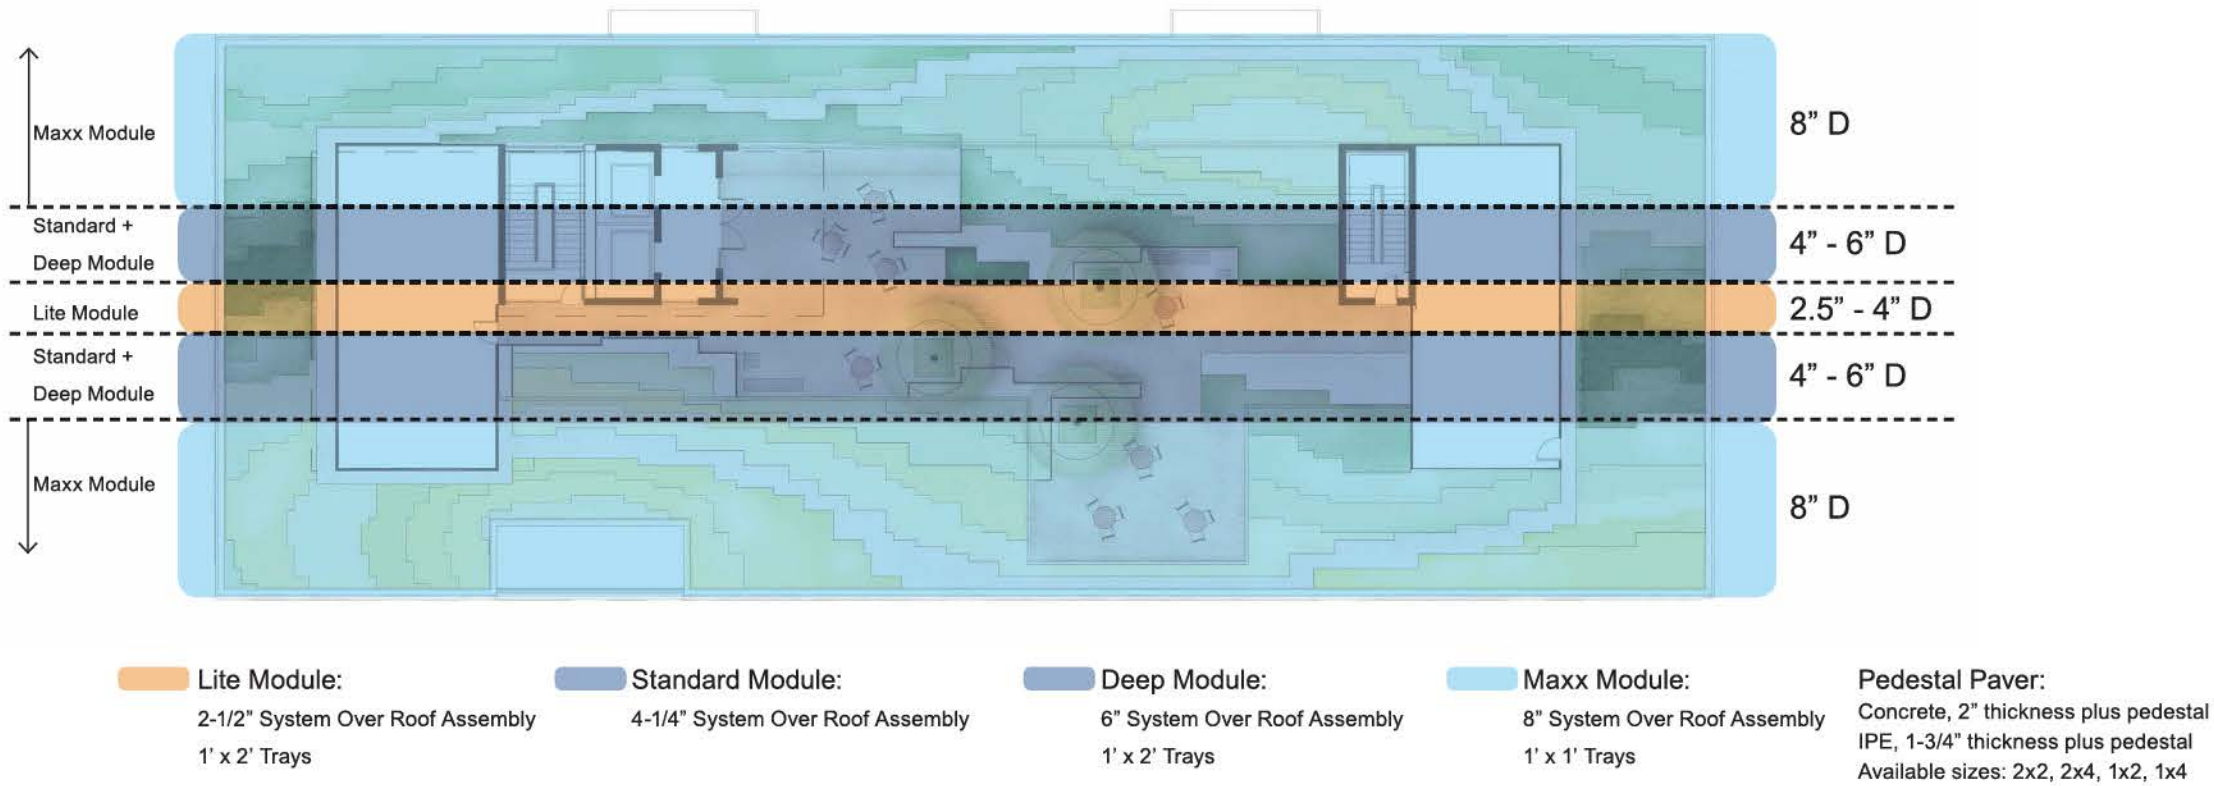 Maxx Module
8” D
Standard +
Deep Module
4” - 6” D
Lite Module
2.5” - 4” D
Standard +
Deep Module
4” - 6” D
Maxx Module
8” D
Lite Module:
2-1/2” System Over Roof Assembly
1’ x 2’ Trays
Standard Module:
4-1/4” System Over Roof Assembly
Deep Module:
6” System Over Roof Assembly
1’ x 2’ Trays
Maxx Module:
8” System Over Roof Assembly
1’ x 1’ Trays
Pedestal Paver:
Concrete, 2” thickness plus pedestal
IPE, 1-3/4” thickness plus pedestal
Available sizes: 2x2, 2x4, 1x2, 1x4